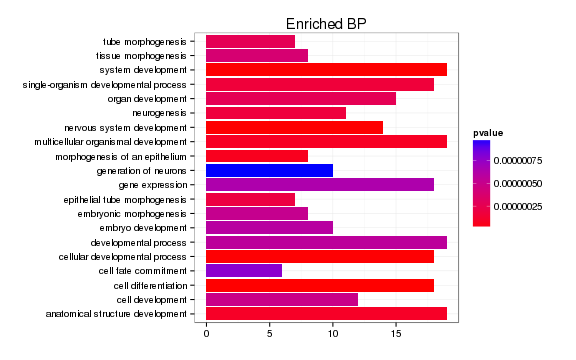 Enriched BP
tube morphogenesis
tissue morphogenesis
system development
single-organism developmental process
organ development
neurogenesis
nervous system development
multicellular organismal development
morphogenesis of an epithelium
generation of neurons
gene expression
epithelial tube morphogenesis
embryonic morphogenesis
embryo development
developmental process
cellular developmental process
cell fate commitment
cell differentiation
cell development
anatomical structure development
0 5 10 15
pvalue
0.00000075
0.00000050
0.00000025